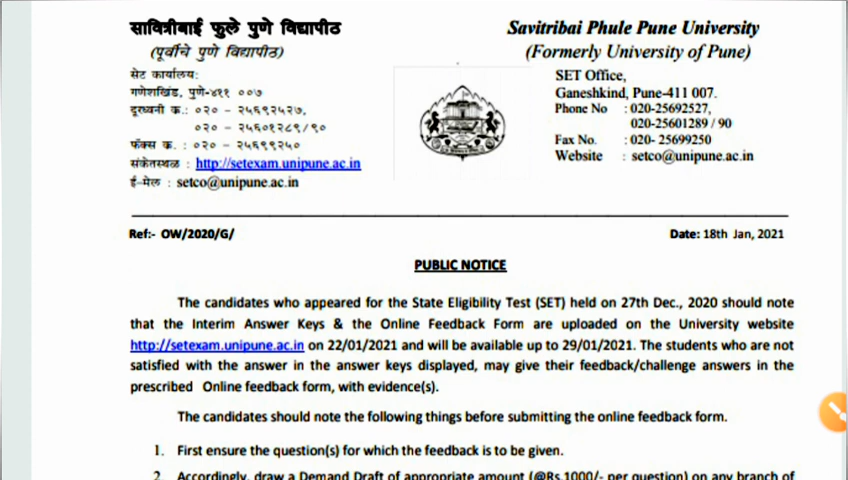 सावित्रीबाई फुले पुणे विद्यापीठ
(पूर्वीचे पुणे विद्यापीठ)
सेट कार्यालय:
गणेशखिंड, पुणे-४११ ००७
दूरध्वनी क.: ०२० – २५६९२५२७,
०२० – २५६०१२८९/९०
फॅक्स क. : ०२० – २५६९९२५०
संकेतस्थळ : http://setexam.unipune.ac.in
ई-मेल : setco@unipune.ac.in
Savitribai Phule Pune University
(Formerly University of Pune)
SET Office,
Ganeshkind, Pune-411 007.
Phone No : 020-25692527,
020-25601289 / 90
Fax No. : 020- 25699250
Website : setco@unipune.ac.in
Ref:- OW/2020/G/
Date: 18th Jan, 2021
PUBLIC NOTICE
The candidates who appeared for the State Eligibility Test (SET) held on 27th Dec., 2020 should note
that the Interim Answer Keys & the Online Feedback Form are uploaded on the University website
http://setexam.unipune.ac.in on 22/01/2021 and will be available up to 29/01/2021. The students who are not
satisfied with the answer in the answer keys displayed, may give their feedback/challenge answers in the
prescribed Online feedback form, with evidence(s).
The candidates should note the following things before submitting the online feedback form.
1. First ensure the question(s) for which the feedback is to be given.
2. Accordingly, draw a Demand Draft of appropriate amount (@Rs.1000/- per question) on any branch of